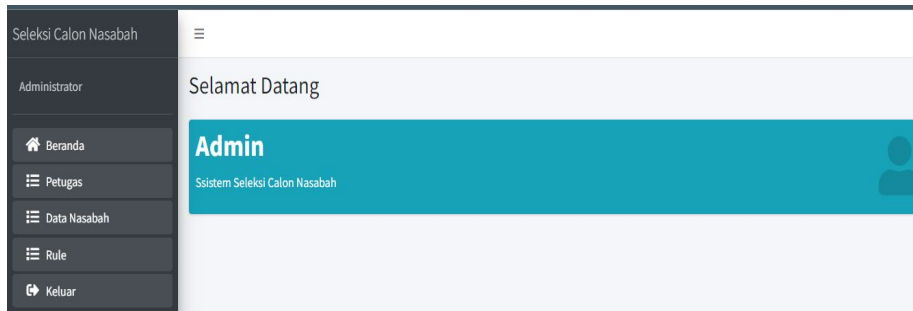 Seleksi Calon Nasabah
Administrator
Beranda
Petugas
Data Nasabah
Rule
Keluar
Selamat Datang
Admin
Ssistem Seleksi Calon Nasabah